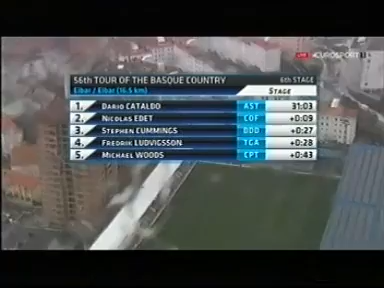 EUROSPORT 1
56th TOUR OF THE BASQUE COUNTRY 6th STAGE
Eibar / Eibar (16.5 km) STAGE
1. DARIO CATALDO AST 31:03
2. NICOLAS EDET COF +0:09
3. STEPHEN CUMMINGS BDD +0:27
4. FREDRIK LUDVIGSSON TGA +0:28
5. MICHAEL WOODS CPT +0:43